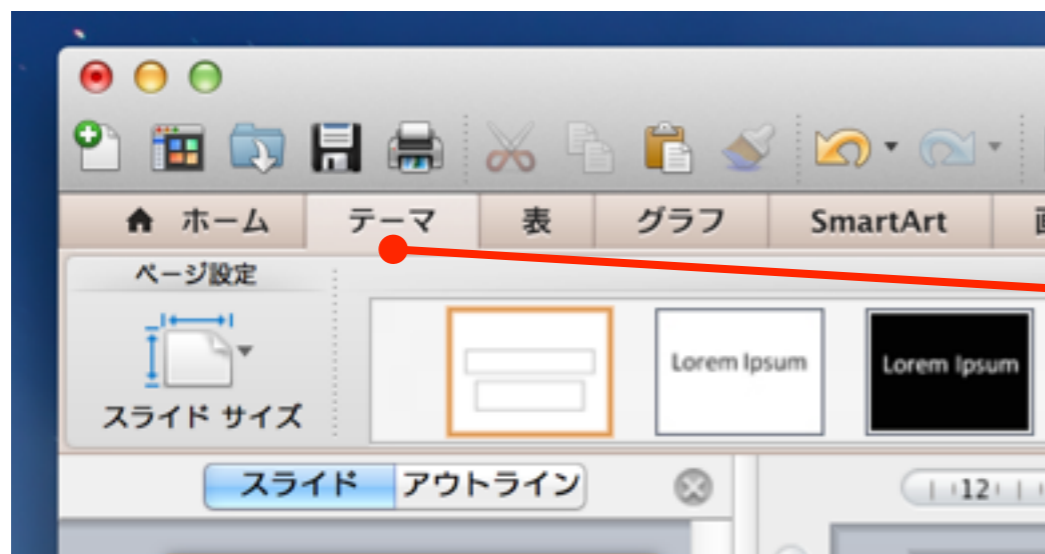 ホーム テーマ 表 グラフ SmartArt
ページ設定
Lorem Ipsum Lorem Ipsum
スライド サイズ
スライド アウトライン
12